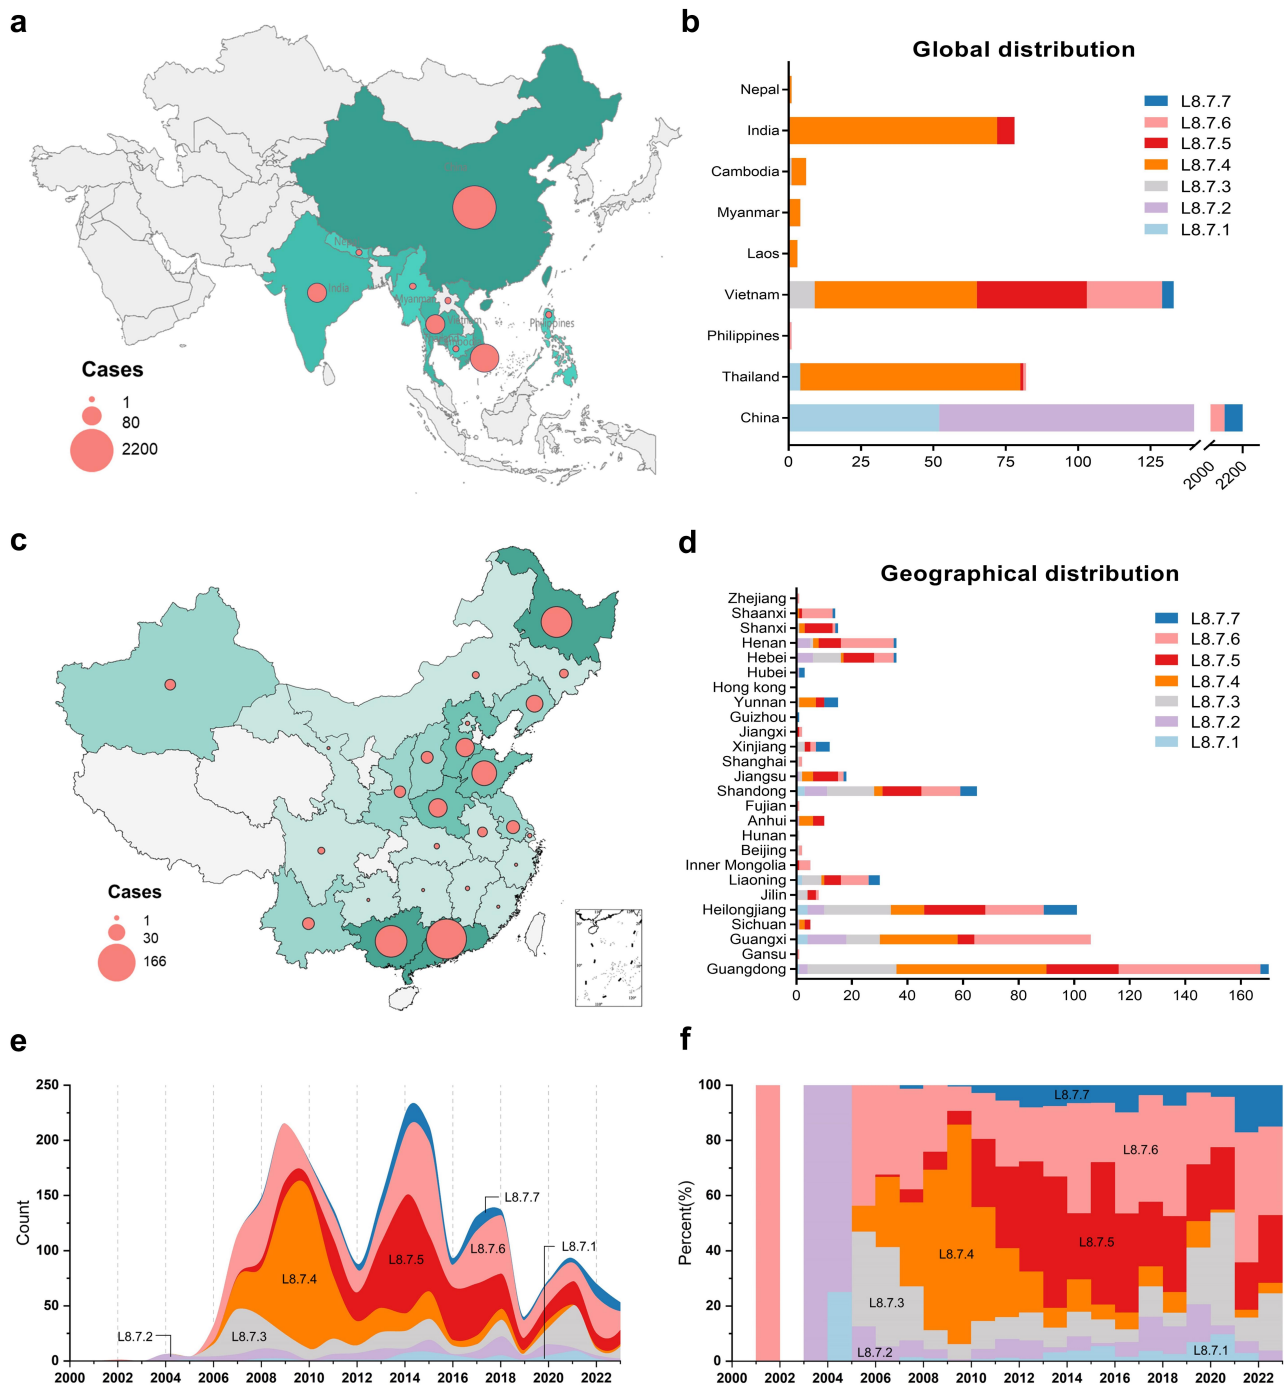 a
China
Nepal
India
Myanmar
Vietnam
Philippines
Cases
1
80
2200
b
Global distribution
Nepal
India
Cambodia
Myanmar
Laos
Vietnam
Philippines
Thailand
China
L8.7.7
L8.7.6
L8.7.5
L8.7.4
L8.7.3
L8.7.2
L8.7.1
0 25 50 75 100 125 2000 2200
c
Cases
1
30
166
d
Geographical distribution
Zhejiang
Shaanxi
Shanxi
Henan
Hebei
Hubei
Hong kong
Yunnan
Guizhou
Jiangxi
Xinjiang
Shanghai
Jiangsu
Shandong
Fujian
Anhui
Hunan
Beijing
Inner Mongolia
Liaoning
Jilin
Heilongjiang
Sichuan
Guangxi
Gansu
Guangdong
L8.7.7
L8.7.6
L8.7.5
L8.7.4
L8.7.3
L8.7.2
L8.7.1
0 20 40 60 80 100 120 140 160
e
Count
250
200
150
100
50
0
L8.7.7
L8.7.6
L8.7.1
L8.7.5
L8.7.4
L8.7.2
L8.7.3
2000 2002 2004 2006 2008 2010 2012 2014 2016 2018 2020 2022
f
Percent(%)
100
80
60
40
20
0
L8.7.7
L8.7.6
L8.7.5
L8.7.4
L8.7.3
L8.7.2
L8.7.1
2000 2002 2004 2006 2008 2010 2012 2014 2016 2018 2020 2022